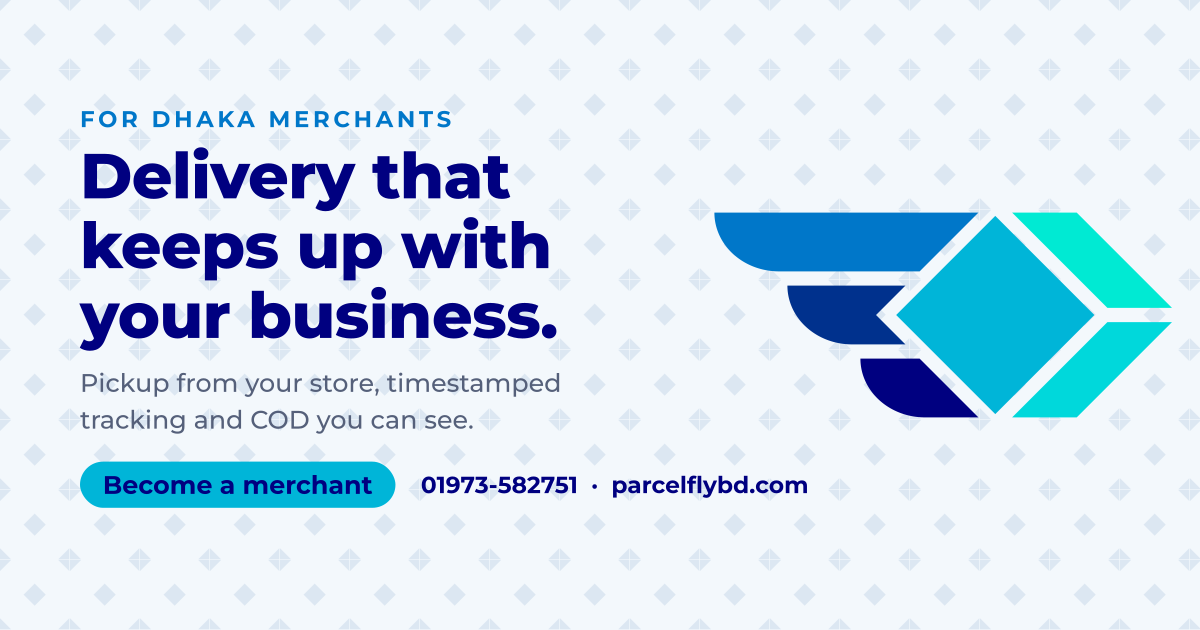 FOR DHAKA MERCHANTS
Delivery that
keeps up with
your business.
Pickup from your store, timestamped
tracking and COD you can see.
Become a merchant
01973-582751 · parcelflybd.com